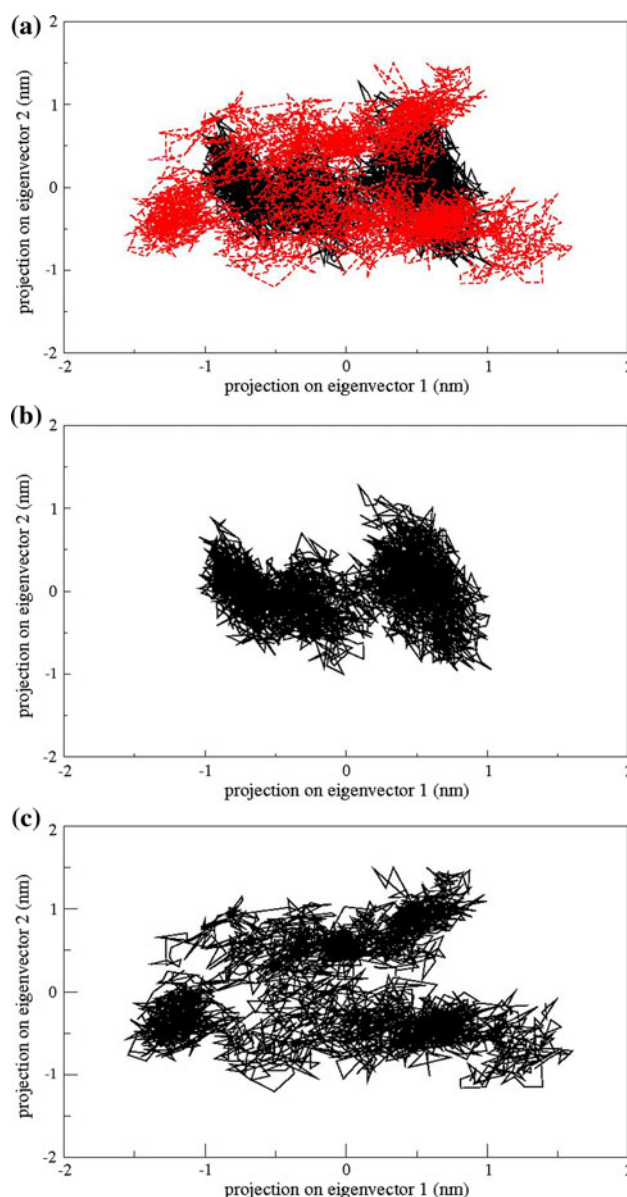 (a)
2
1
0
-1
-2
projection on eigenvector 2 (nm)
-2 -1 0 1 2
projection on eigenvector 1 (nm)
(b)
2
1
0
-1
-2
projection on eigenvector 2 (nm)
-2 -1 0 1 2
projection on eigenvector 1 (nm)
(c)
2
1
0
-1
-2
projection on eigenvector 2 (nm)
-2 -1 0 1 2
projection on eigenvector 1 (nm)